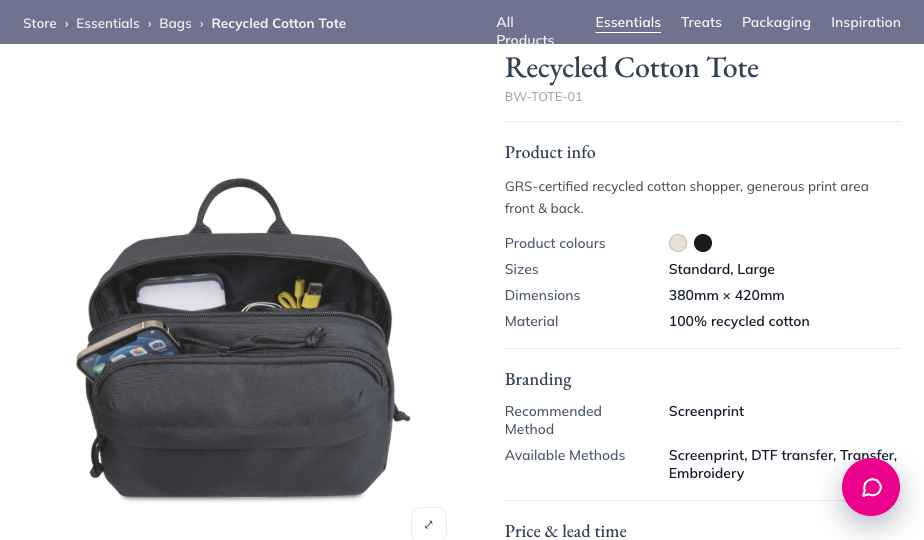 Store › Essentials › Bags › Recycled Cotton Tote
All Products
Essentials
Treats
Packaging
Inspiration
Recycled Cotton Tote
BW-TOTE-01
Product info
GRS-certified recycled cotton shopper, generous print area
front & back.
Product colours
Sizes Standard, Large
Dimensions 380mm × 420mm
Material 100% recycled cotton
Branding
Recommended Method Screenprint
Available Methods Screenprint, DTF transfer, Transfer,
Embroidery
Price & lead time